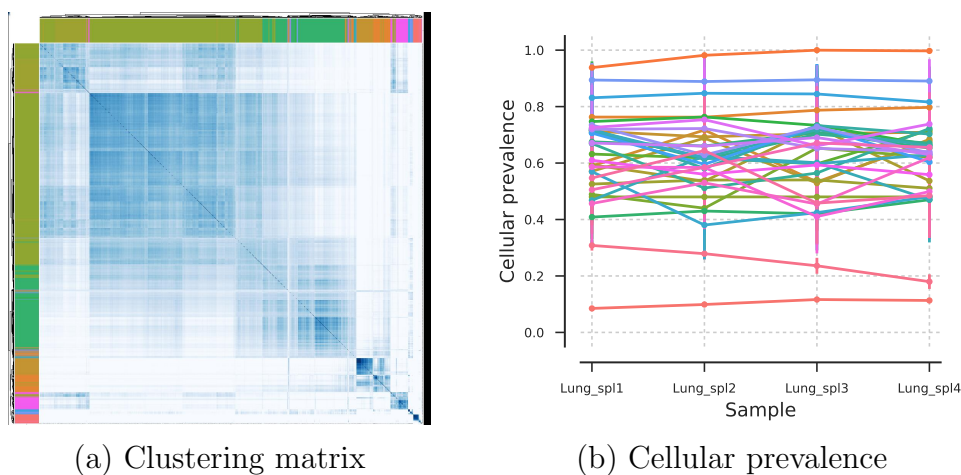 1.0
0.8
0.6
0.4
0.2
0.0
Cellular prevalence
Lung_spl1 Lung_spl2 Lung_spl3 Lung_spl4
Sample
(a) Clustering matrix
(b) Cellular prevalence